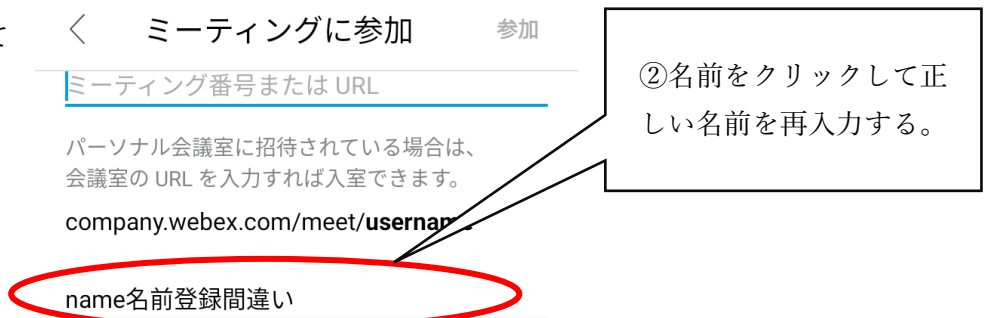 て
ミーティングに参加 参加
ミーティング番号または URL
パーソナル会議室に招待されている場合は、
会議室の URL を入力すれば入室できます。
company.webex.com/meet/username
name名前登録間違い
②名前をクリックして正
しい名前を再入力する。